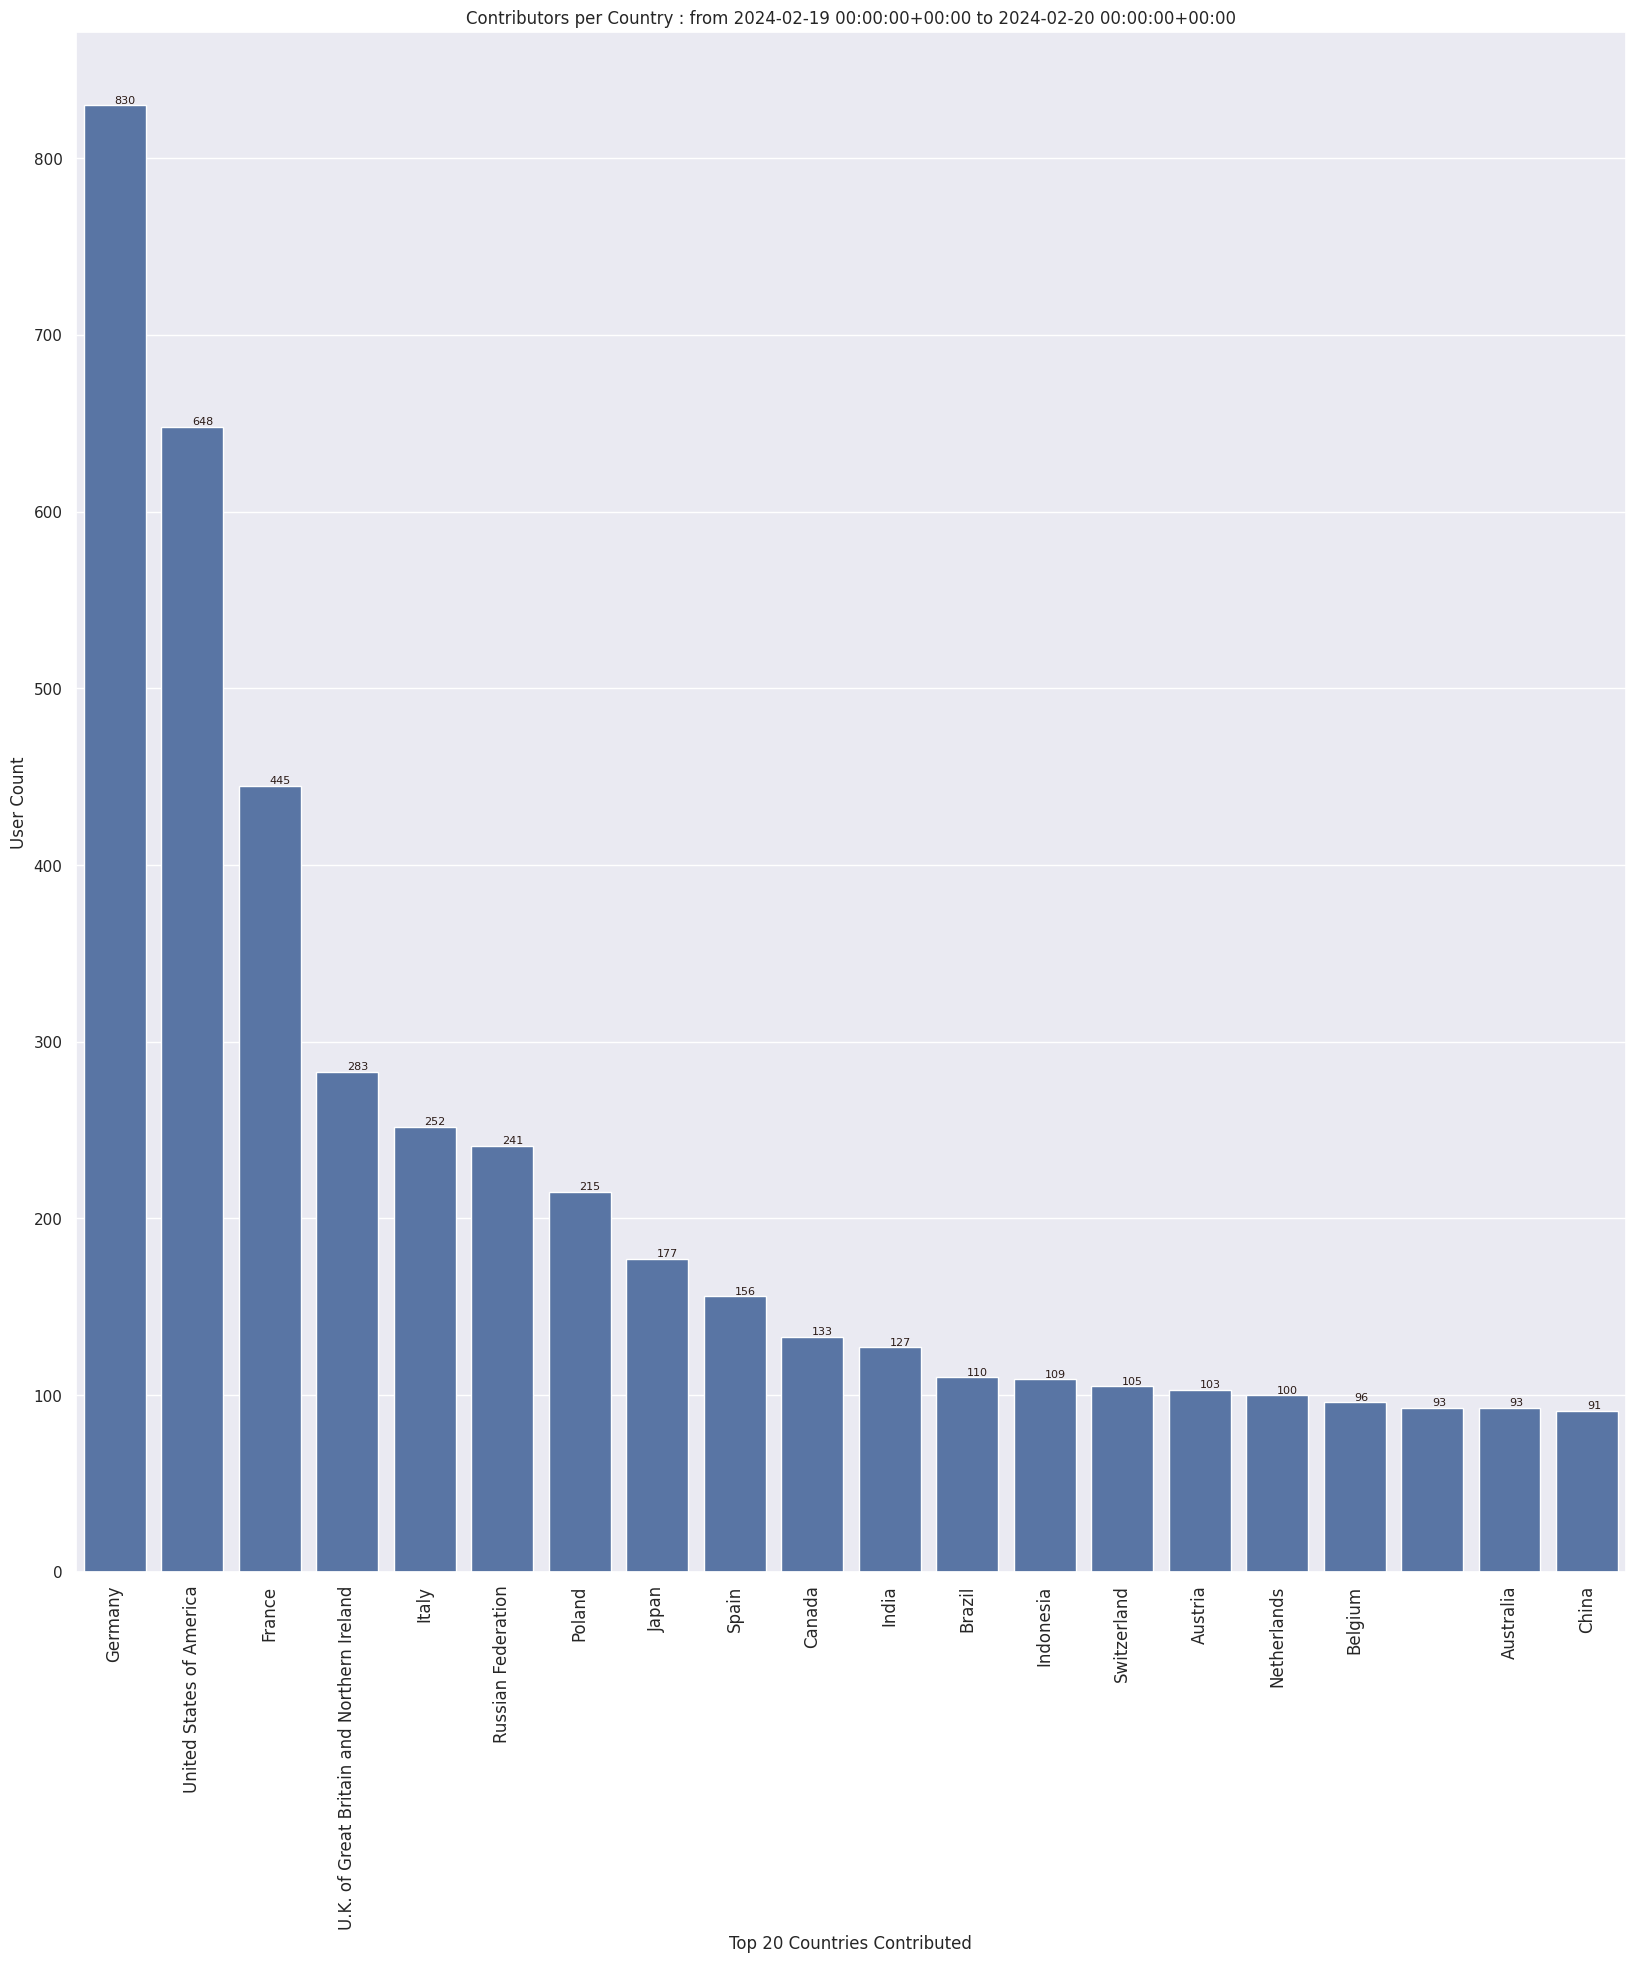 Contributors per Country : from 2024-02-19 00:00:00+00:00 to 2024-02-20 00:00:00+00:00
User Count
800
700
600
500
400
300
200
100
0
830
648
445
283
252
241
215
177
156
133
127
110
109
105
103
100
96
93
93
91
Germany
United States of America
France
U.K. of Great Britain and Northern Ireland
Italy
Russian Federation
Poland
Japan
Spain
Canada
India
Brazil
Indonesia
Switzerland
Austria
Netherlands
Belgium
Australia
China
Top 20 Countries Contributed